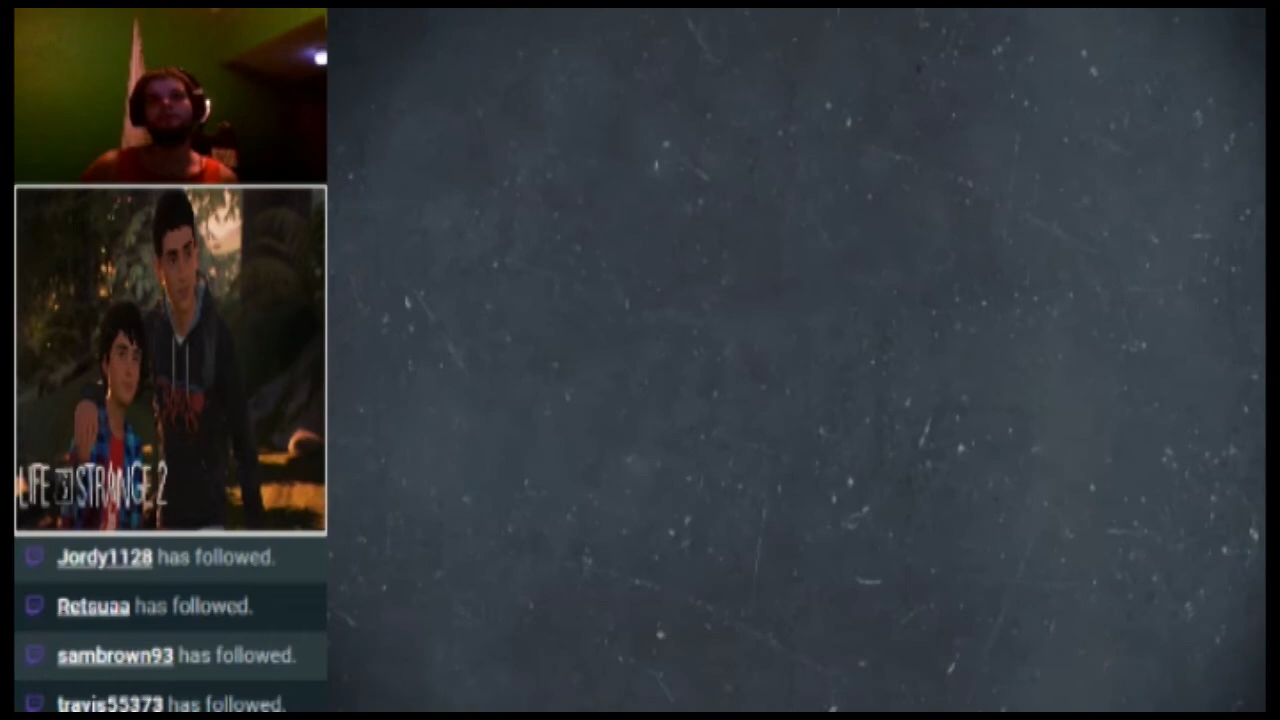 LIFE IS STRANGE 2
Jordy1128 has followed.
Retsuaa has followed.
sambrown93 has followed.
travis55373 has followed.